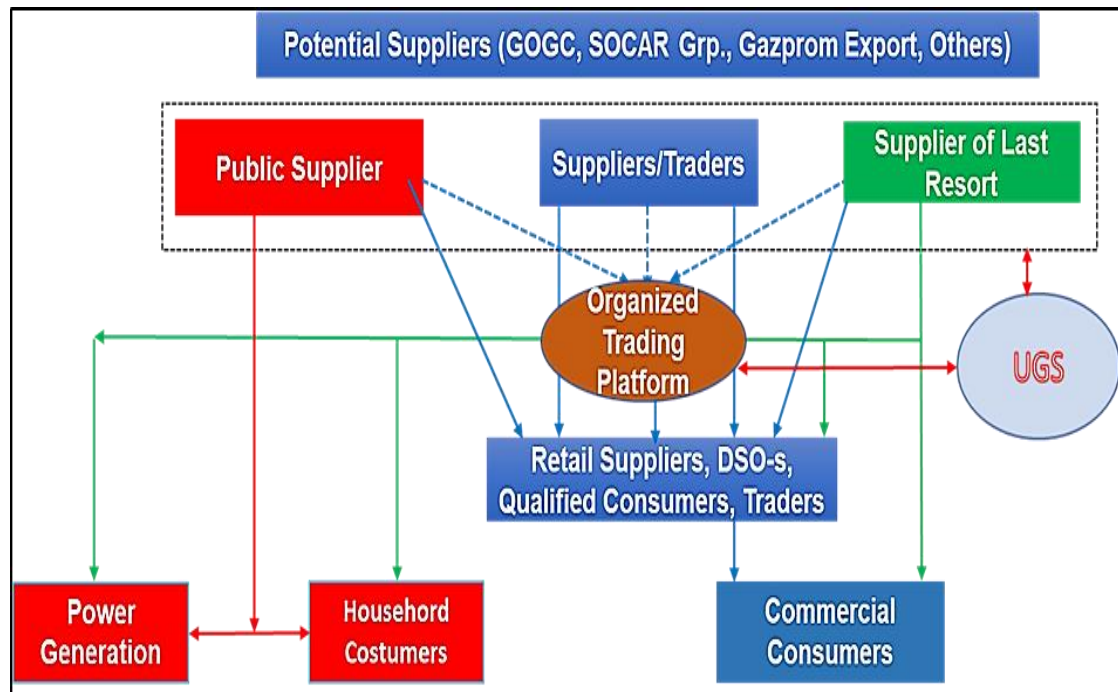 Potential Suppliers (GOGC, SOCAR Grp., Gazprom Export, Others)
Public Supplier
Suppliers/Traders
Supplier of Last
Resort
Organized
Trading
Platform
UGS
Retail Suppliers, DSO-s,
Qualified Consumers, Traders
Power
Generation
Househord
Costumers
Commercial
Consumers